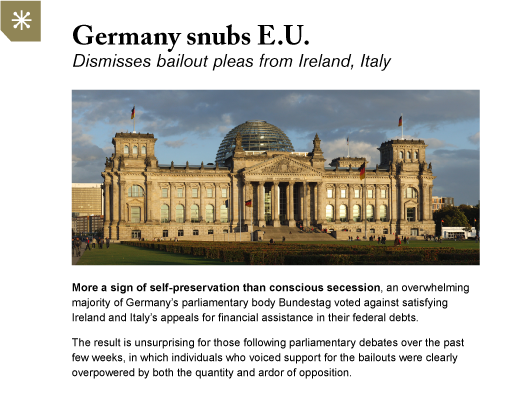 Germany snubs E.U.
Dismisses bailout pleas from Ireland, Italy
More a sign of self-preservation than conscious secession, an overwhelming
majority of Germany's parliamentary body Bundestag voted against satisfying
Ireland and Italy's appeals for financial assistance in their federal debts.
The result is unsurprising for those following parliamentary debates over the past
few weeks, in which individuals who voiced support for the bailouts were clearly
overpowered by both the quantity and ardor of opposition.